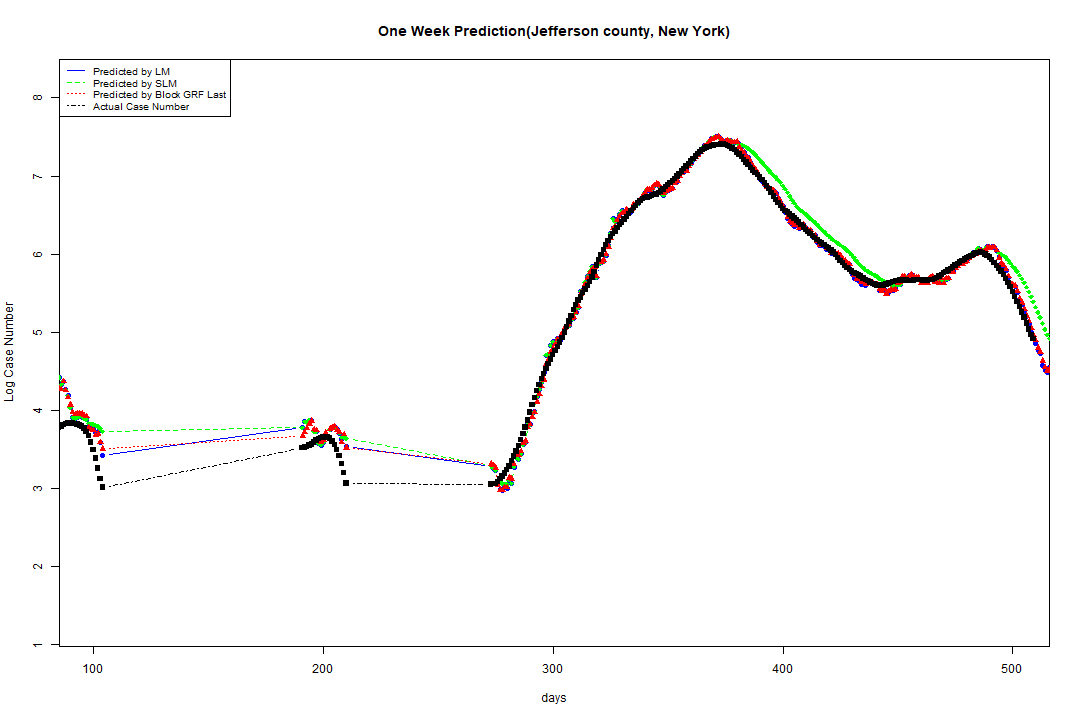 One Week Prediction(Jefferson county, New York)
Predicted by LM
Predicted by SLM
Predicted by Block GRF Last
Actual Case Number
Log Case Number
8
7
6
5
4
3
2
1
100 200 300 400 500
days